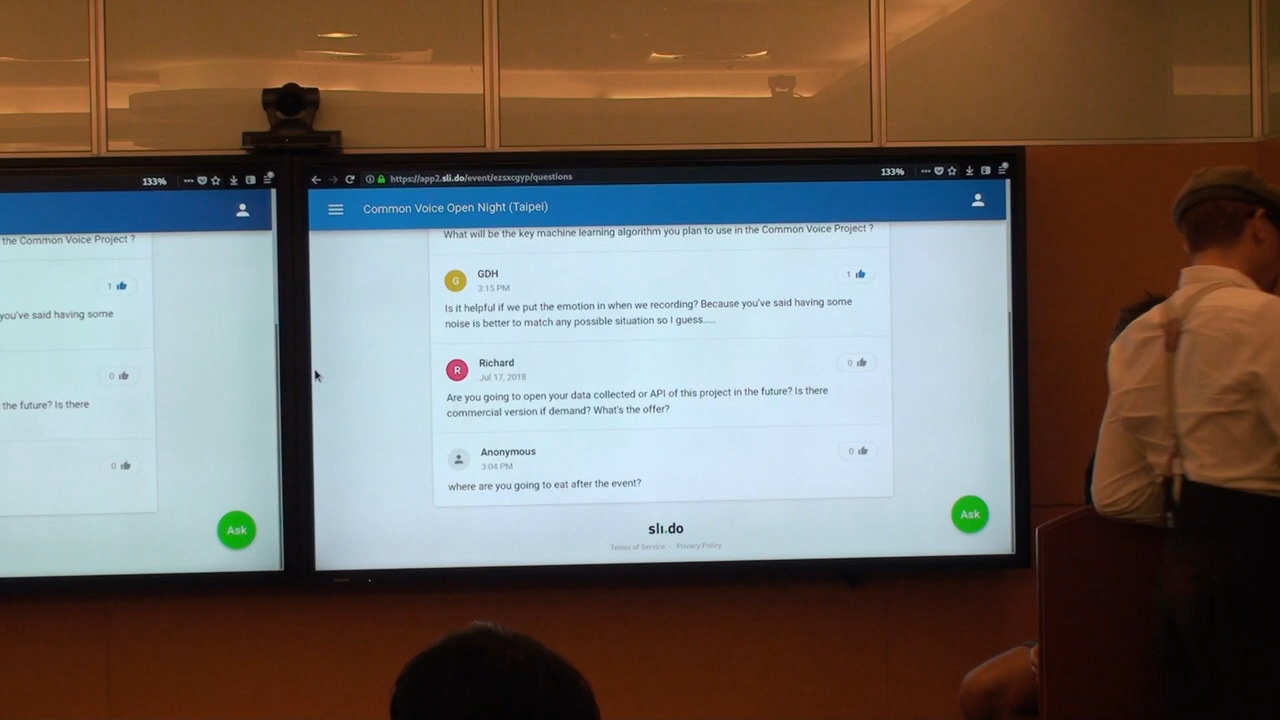 133%
the Common Voice Project ?
1
you've said having some
0
the future? Is there
0
Ask
https://app2.sli.do/event/ezsxcgyp/questions
133%
Common Voice Open Night (Taipei)
What will be the key machine learning algorithm you plan to use in the Common Voice Project ?
G
GDH
1
3:15 PM
Is it helpful if we put the emotion in when we recording? Because you've said having some
noise is better to match any possible situation so I guess.....
R
Richard
0
Jul 17, 2018
Are you going to open your data collected or API of this project in the future? Is there
commercial version if demand? What's the offer?
Anonymous
0
3:04 PM
where are you going to eat after the event?
Ask
sli.do
Terms of Service - Privacy Policy